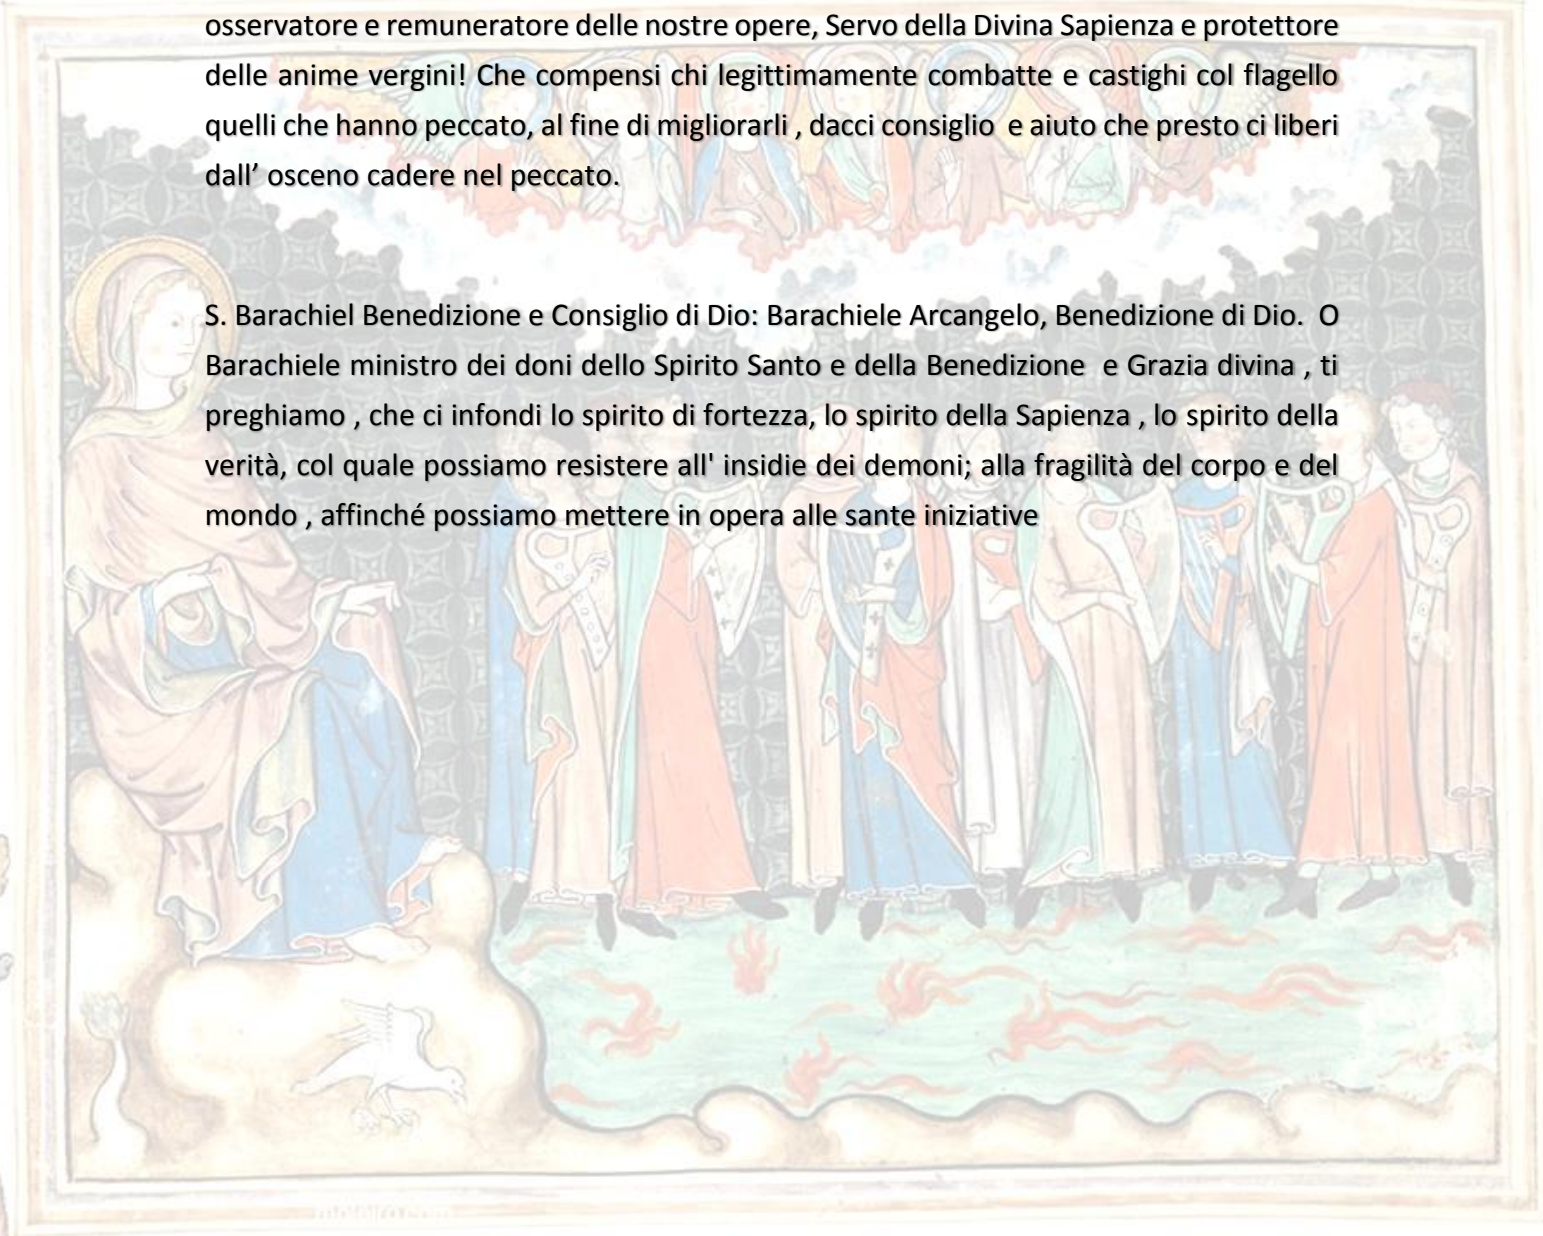 osservatore e remuneratore delle nostre opere, Servo della Divina Sapienza e protettore
delle anime vergini! Che compensi chi legittimamente combatte e castighi col flagello
quelli che hanno peccato, al fine di migliorarli , dacci consiglio  e aiuto che presto ci liberi
dall’ osceno cadere nel peccato.
S. Barachiel Benedizione e Consiglio di Dio: Barachiele Arcangelo, Benedizione di Dio.  O
Barachiele ministro dei doni dello Spirito Santo e della Benedizione  e Grazia divina , ti
preghiamo , che ci infondi lo spirito di fortezza, lo spirito della Sapienza , lo spirito della
verità, col quale possiamo resistere all' insidie dei demoni; alla fragilità del corpo e del
mondo , affinché possiamo mettere in opera alle sante iniziative